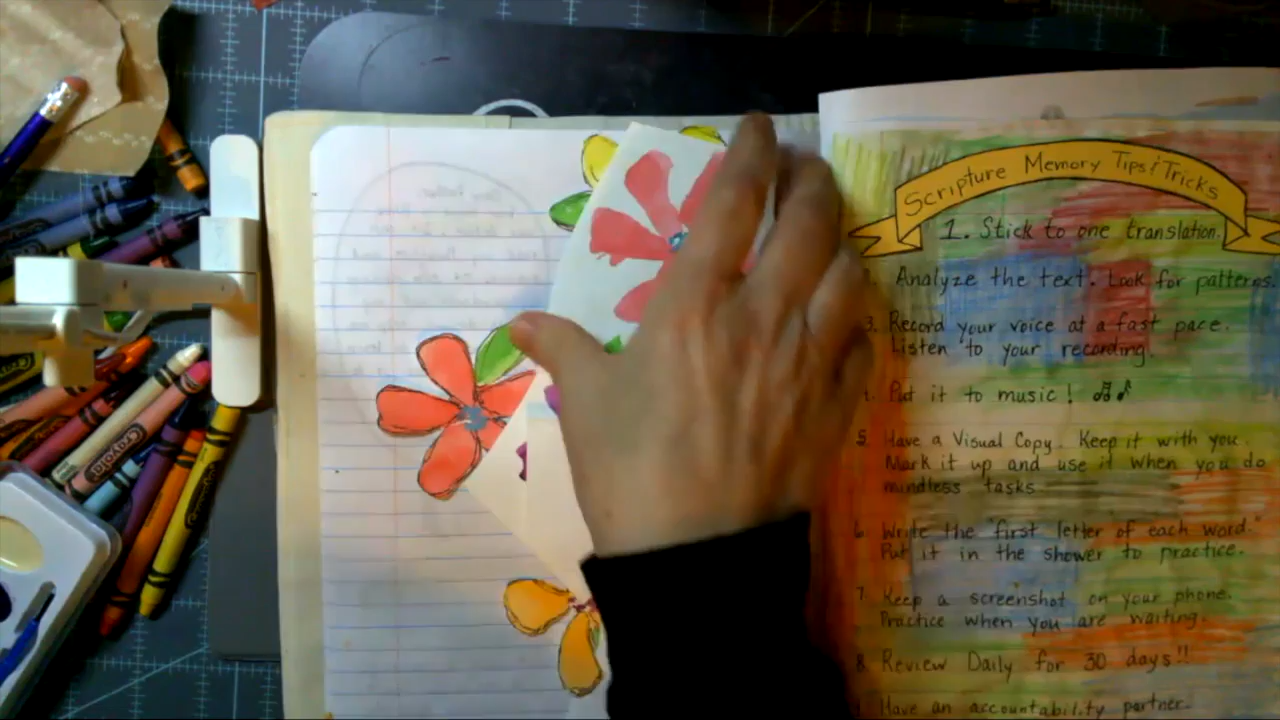 Scripture Memory Tips & Tricks
1. Stick to one translation.
Analyze the text. Look for patterns.
3. Record your voice at a fast pace.
Listen to your recording.
Put it to music!
5. Have a Visual Copy. Keep it with you.
Mark it up and use it when you do
mindless tasks.
6. Write the "first letter of each word."
Put it in the shower to practice.
7. Keep a screenshot on your phone.
Practice when you are waiting.
8. Review Daily for 30 days!!
Have an accountability partner.
Crayola